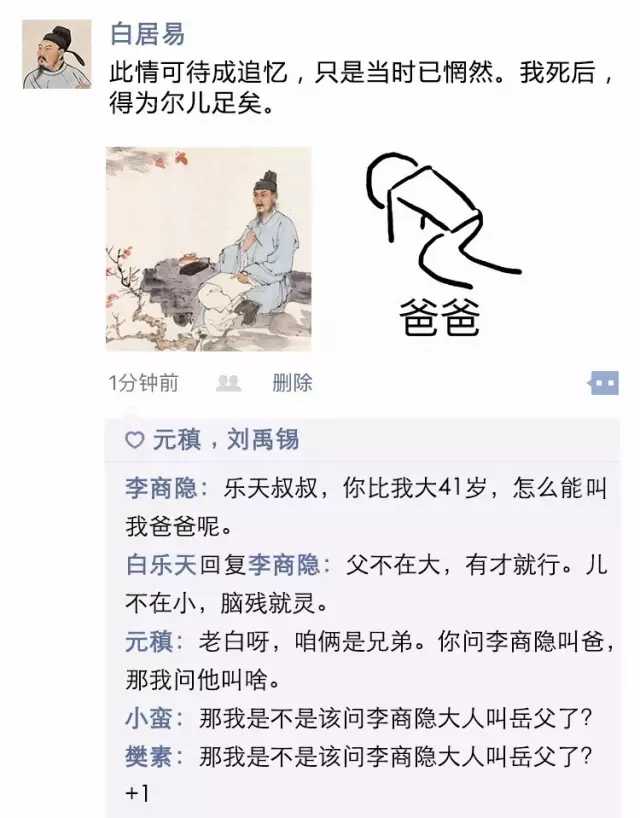 白居易
此情可待成追忆，只是当时已惘然。我死后，
得为尔儿足矣。
爸爸
1分钟前 删除
元稹，刘禹锡
李商隐：乐天叔叔，你比我大41岁，怎么能叫
我爸爸呢。
白乐天回复李商隐：父不在大，有才就行。儿
不在小，脑残就灵。
元稹：老白呀，咱俩是兄弟。你问李商隐叫爸，
那我问他叫啥。
小蛮：那我是不是该问李商隐大人叫岳父了？
樊素：那我是不是该问李商隐大人叫岳父了？
+1